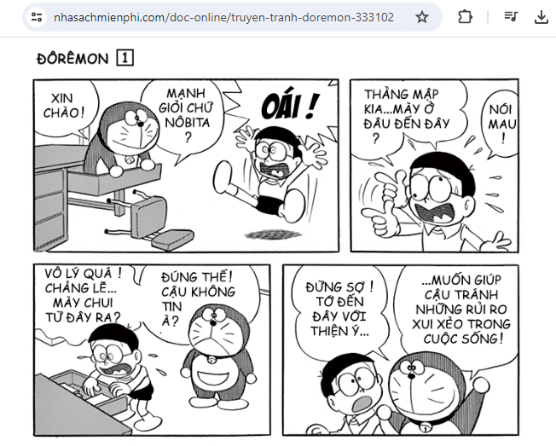 nhasachmienphi.com/doc-online/truyen-tranh-doremon-333102
ĐÔRÊMON 1
XIN
CHÀO!
MẠNH
GIỎI CHỨ
NÔBITA
?
OÁI!
THẰNG MẬP
KIA...MÀY Ở
ĐÂU ĐẾN ĐÂY
?
NÓI
MAU
!
VÔ LÝ QUÁ!
CHẲNG LẼ...
MÀY CHUI
TỪ ĐÂY RA?
ĐÚNG THẾ!
CẬU KHÔNG
TIN
À?
ĐỪNG SỢ!
TỚ ĐẾN
ĐÂY VỚI
THIỆN Ý...
...MUỐN GIÚP
CẬU TRÁNH
NHỮNG RỦI RO
XUI XẺO TRONG
CUỘC SỐNG!